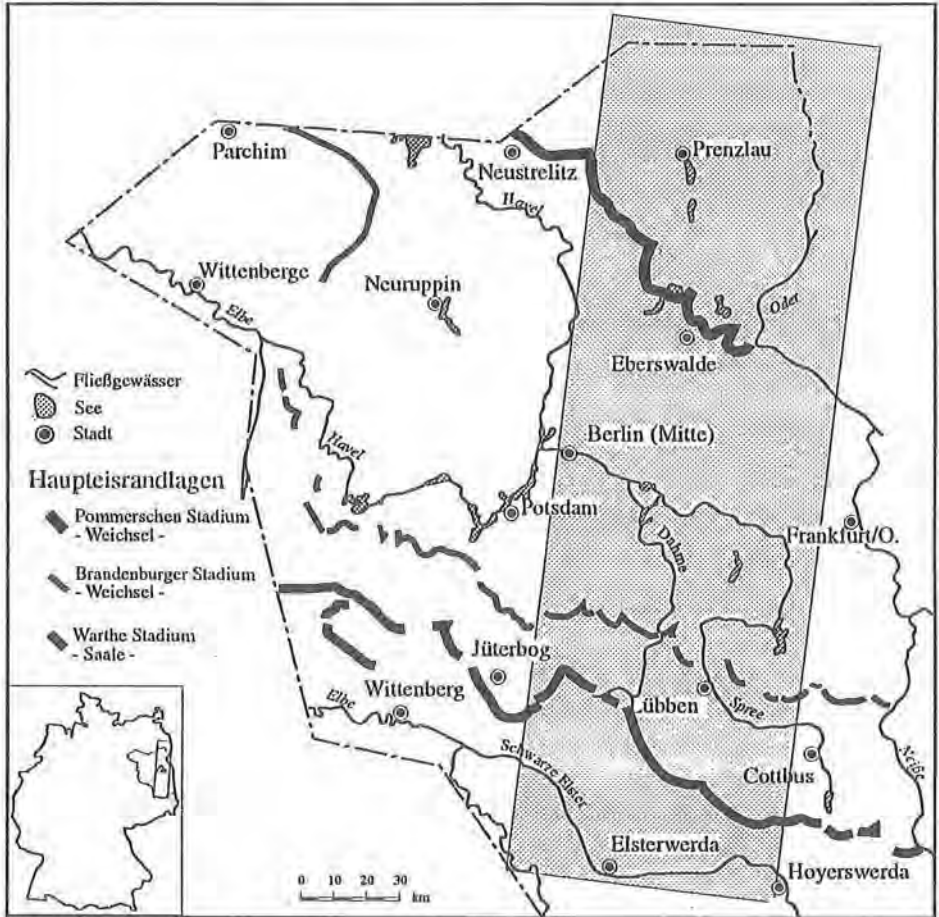 Parchim
Neustrelitz
Prenzlau
Havel
Wittenberge
Neuruppin
Elbe
Oder
Eberswalde
Fließgewässer
See
Stadt
Havel
Berlin (Mitte)
Haupteisrandlagen
Potsdam
Frankfurt/O.
Pommerschen Stadium
- Weichsel -
Dahme
Brandenburger Stadium
- Weichsel -
Warthe Stadium
- Saale -
Jüterbog
Wittenberg
Elbe
Lübben
Spree
Schwarze Elster
Cottbus
Neiße
Elsterwerda
Hoyerswerda
0 10 20 30
km